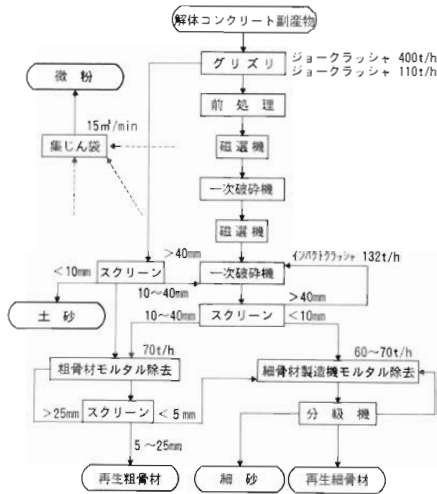 解体コンクリート副産物
グリズリ
ジョークラッシャ 400t/h
ジョークラッシャ 110t/h
微粉
前処理
15㎥/min
集じん袋
磁選機
一次破砕機
磁選機
>40mm
インパクトクラッシャ 132t/h
<10mm
スクリーン
一次破砕機
10~40mm
>40mm
土砂
10~40mm
スクリーン
<10mm
70t/h
60~70t/h
粗骨材モルタル除去
細骨材製造機モルタル除去
>25mm
スクリーン
<5mm
分級機
5~25mm
再生粗骨材
細砂
再生細骨材